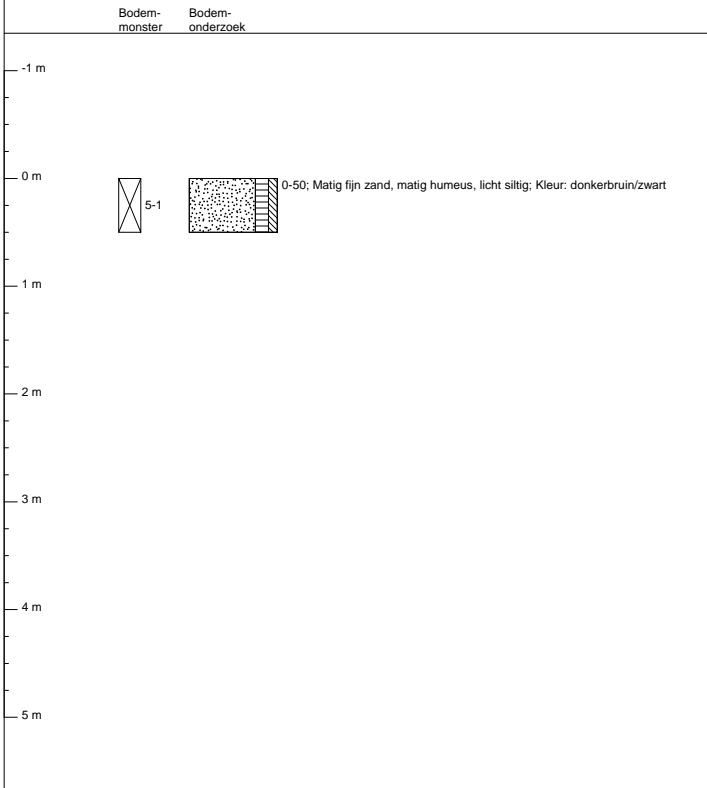 Bodem-
monster
Bodem-
onderzoek
-1 m
0 m
5-1
0-50; Matig fijn zand, matig humeus, licht siltig; Kleur: donkerbruin/zwart
1 m
2 m
3 m
4 m
5 m